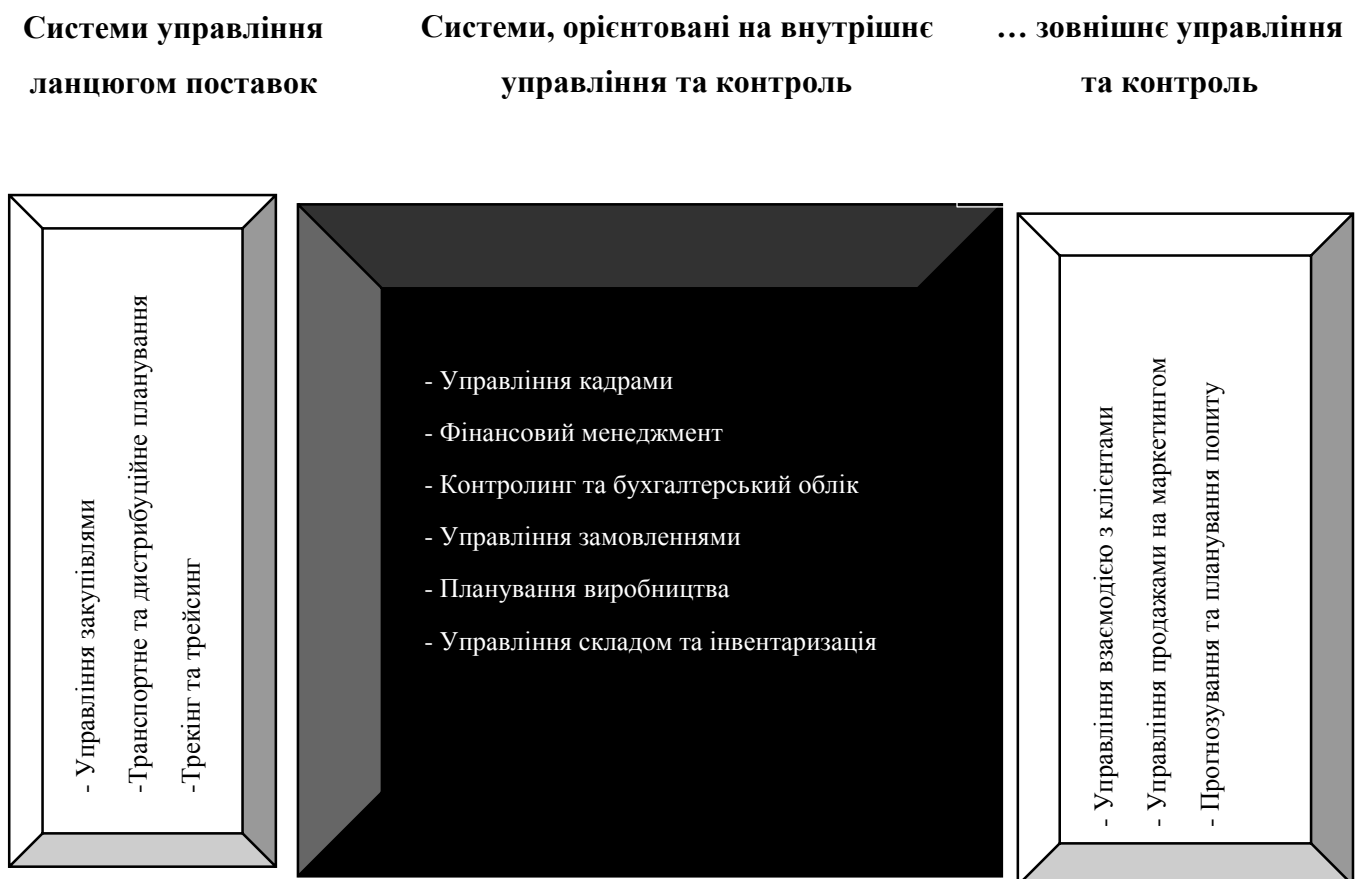 Системи управління
ланцюгом поставок
Системи, орієнтовані на внутрішнє
управління та контроль
… зовнішнє управління
та контроль
- Управління закупівлями
-Транспортне та дистрибуційне планування
-Трекінг та трейсинг
- Управління кадрами
- Фінансовий менеджмент
- Контролинг та бухгалтерський облік
- Управління замовленнями
- Планування виробництва
- Управління складом та інвентаризація
- Управління взаємодією з клієнтами
- Управління продажами на маркетингом
- Прогнозування та планування попиту